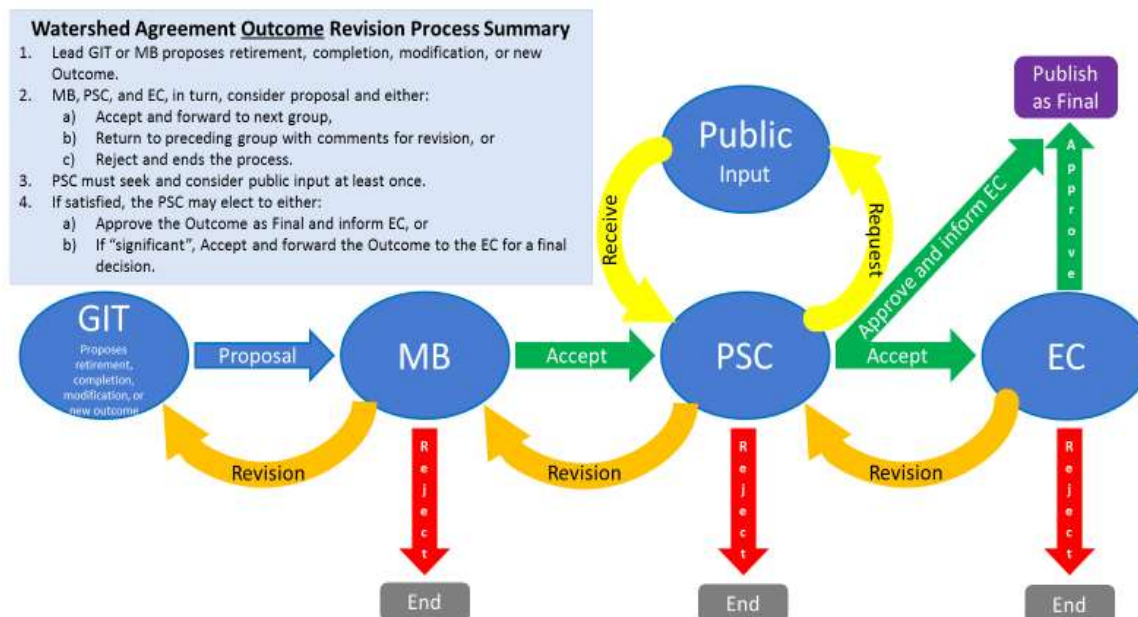 Watershed Agreement Outcome Revision Process Summary
1. Lead GIT or MB proposes retirement, completion, modification, or new
Outcome.
2. MB, PSC, and EC, in turn, consider proposal and either:
a) Accept and forward to next group,
b) Return to preceding group with comments for revision, or
c) Reject and ends the process.
3. PSC must seek and consider public input at least once.
4. If satisfied, the PSC may elect to either:
a) Approve the Outcome as Final and inform EC, or
b) If “significant”, Accept and forward the Outcome to the EC for a final
decision.
Publish
as Final
Public
Input
Receive
Request
Approve and inform EC
Approve
GIT
Proposes
retirement,
completion,
modification, or
new outcome
Proposal
MB
Accept
PSC
Accept
EC
Revision
Revision
Revision
Reject
Reject
Reject
End
End
End